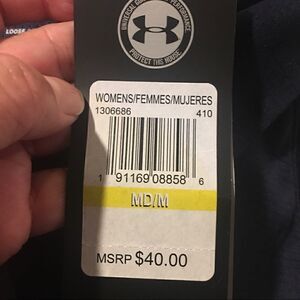 LOOSE
UNIVERSAL
PERFORMANCE
PROTECT THIS HOUSE
WOMENS/FEMMES/MUJERES
1306686 410
1 91169 08858 6
MD/M
MSRP $40.00